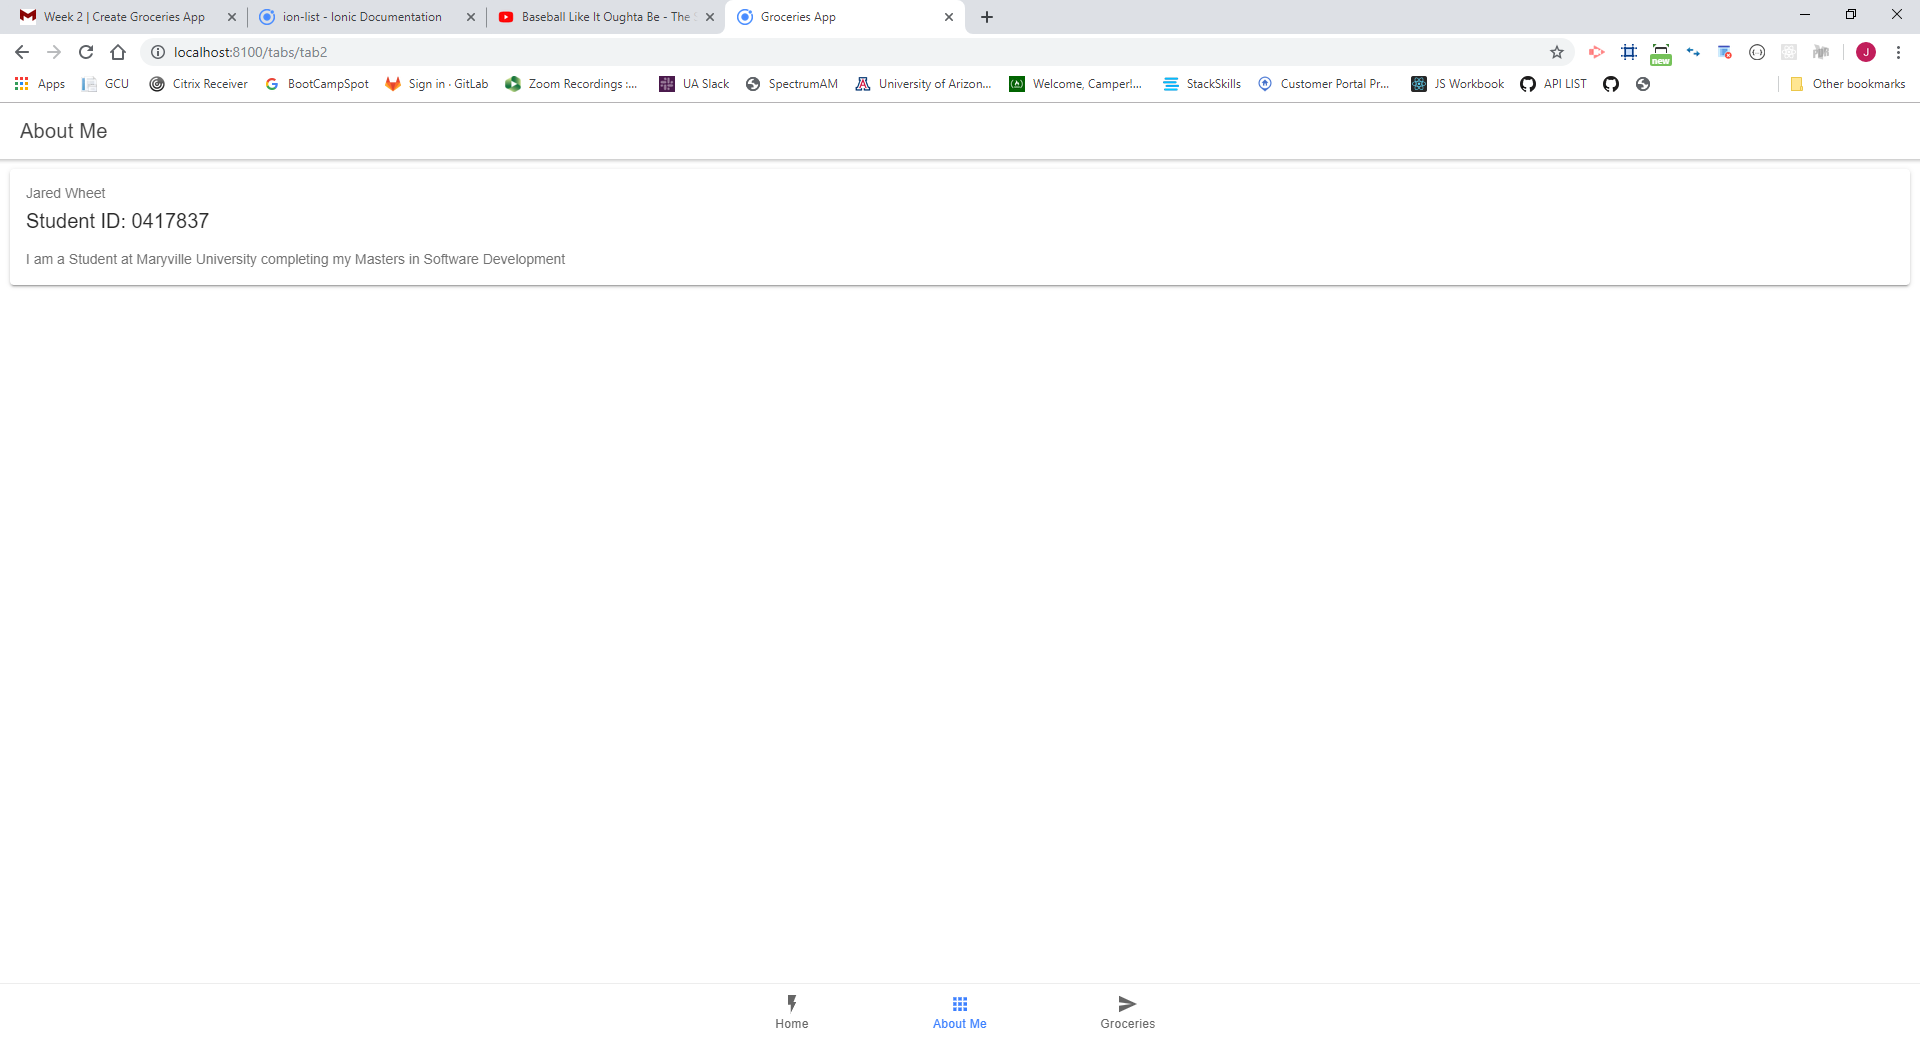 Week 2 | Create Groceries App
ion-list - Ionic Documentation
Baseball Like It Oughta Be - The
Groceries App
localhost:8100/tabs/tab2
new
J
Apps
GCU
Citrix Receiver
BootCampSpot
Sign in · GitLab
Zoom Recordings :...
UA Slack
SpectrumAM
University of Arizon...
Welcome, Camper!...
StackSkills
Customer Portal Pr...
JS Workbook
API LIST
Other bookmarks
About Me
Jared Wheet
Student ID: 0417837
I am a Student at Maryville University completing my Masters in Software Development
Home
About Me
Groceries